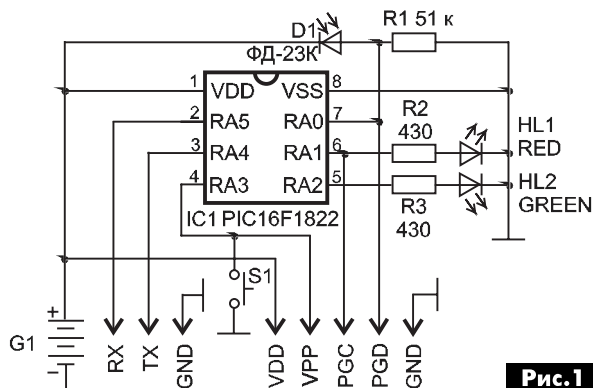 D1
ФД-23К
R1 51 к
1 VDD VSS 8
2 RA5 RA0 7
3 RA4 RA1 6
4 RA3 RA2 5
IC1 PIC16F1822
R2
430
HL1
RED
HL2
GREEN
R3
430
S1
+
G1
−
RX
TX
GND
VDD
VPP
PGC
PGD
GND
Рис.1